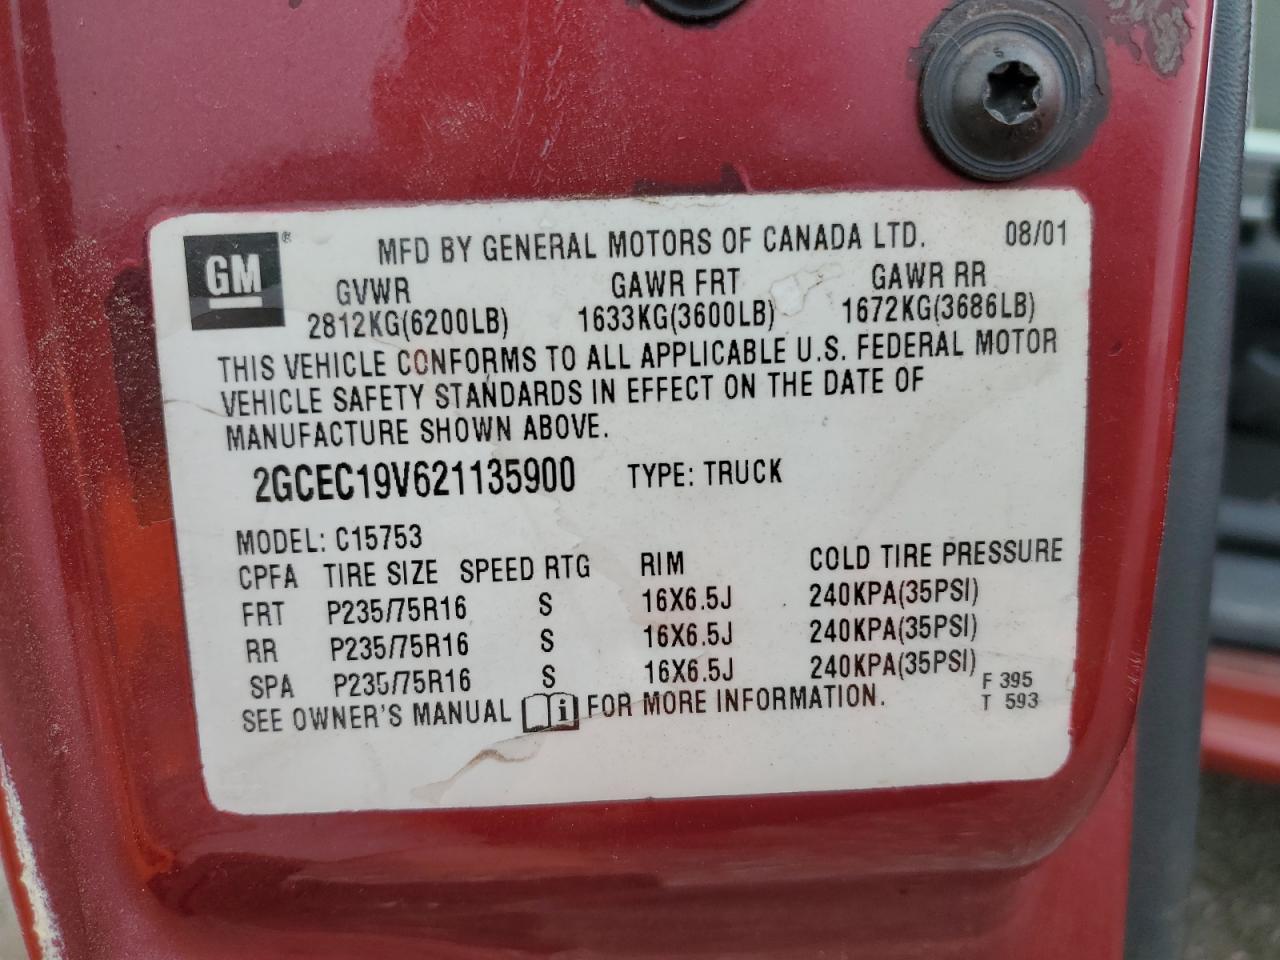 GM® MFD BY GENERAL MOTORS OF CANADA LTD. 08/01
GVWR GAWR FRT GAWR RR
2812KG(6200LB) 1633KG(3600LB) 1672KG(3686LB)
THIS VEHICLE CONFORMS TO ALL APPLICABLE U.S. FEDERAL MOTOR
VEHICLE SAFETY STANDARDS IN EFFECT ON THE DATE OF
MANUFACTURE SHOWN ABOVE.
2GCEC19V621135900 TYPE: TRUCK
MODEL: C15753
CPFA TIRE SIZE SPEED RTG RIM COLD TIRE PRESSURE
FRT P235/75R16 S 16X6.5J 240KPA(35PSI)
RR P235/75R16 S 16X6.5J 240KPA(35PSI)
SPA P235/75R16 S 16X6.5J 240KPA(35PSI)
SEE OWNER'S MANUAL i FOR MORE INFORMATION.
F 395
T 593